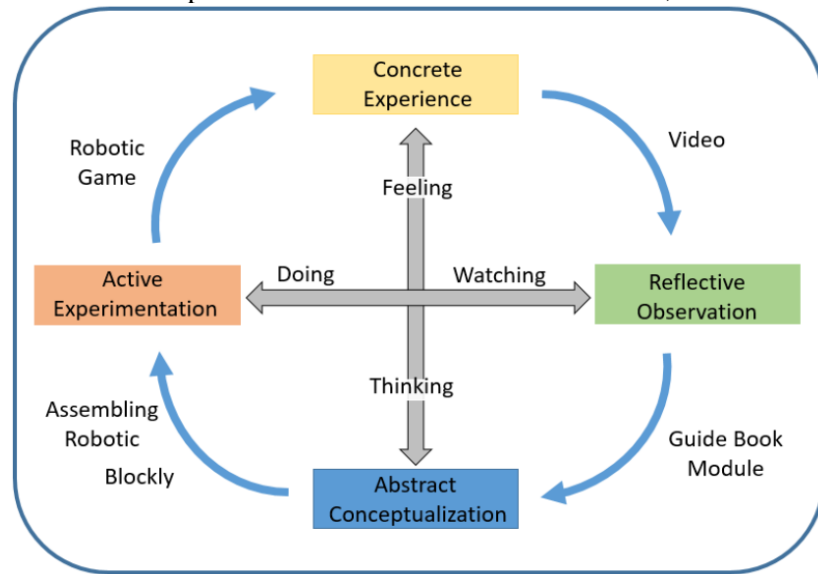 Concrete
Experience
Robotic
Game
Video
Feeling
Active
Experimentation
Doing
Watching
Reflective
Observation
Thinking
Assembling
Robotic
Blockly
Guide Book
Module
Abstract
Conceptualization